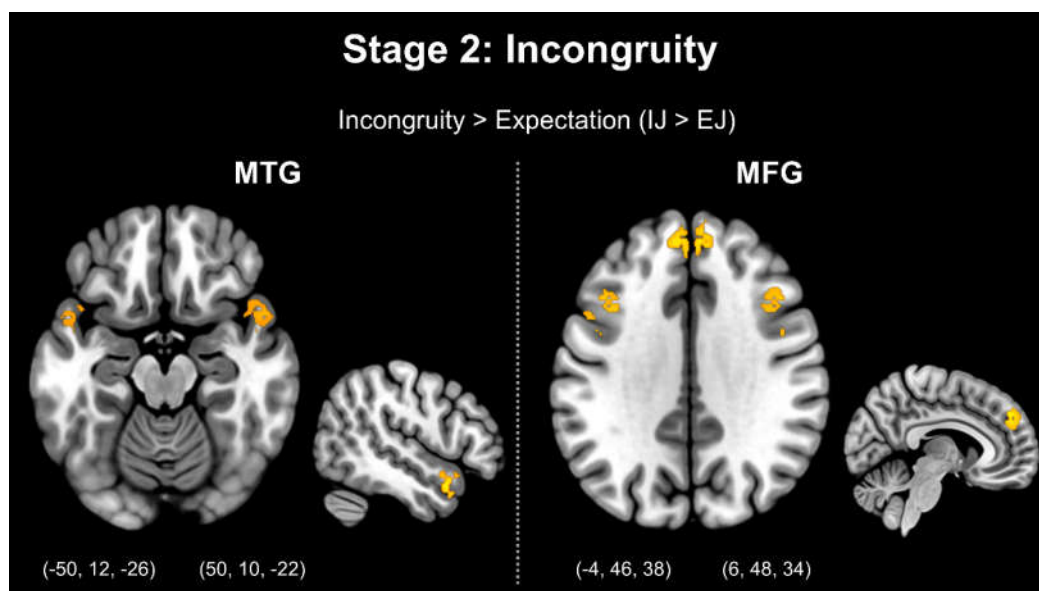 Stage 2: Incongruity
Incongruity > Expectation (IJ > EJ)
MTG
MFG
(-50, 12, -26) (50, 10, -22)
(-4, 46, 38) (6, 48, 34)